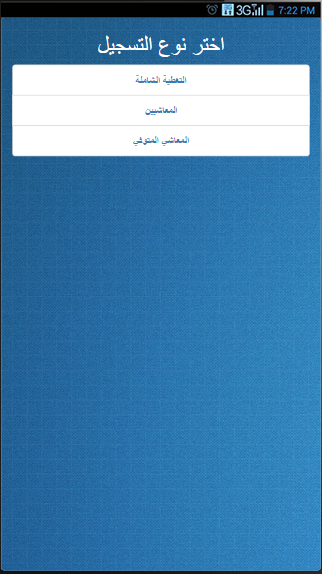 3G 7:22 PM
اختر نوع التسجيل
التغطية الشاملة
المعاشيين
المعاشي المتوفي